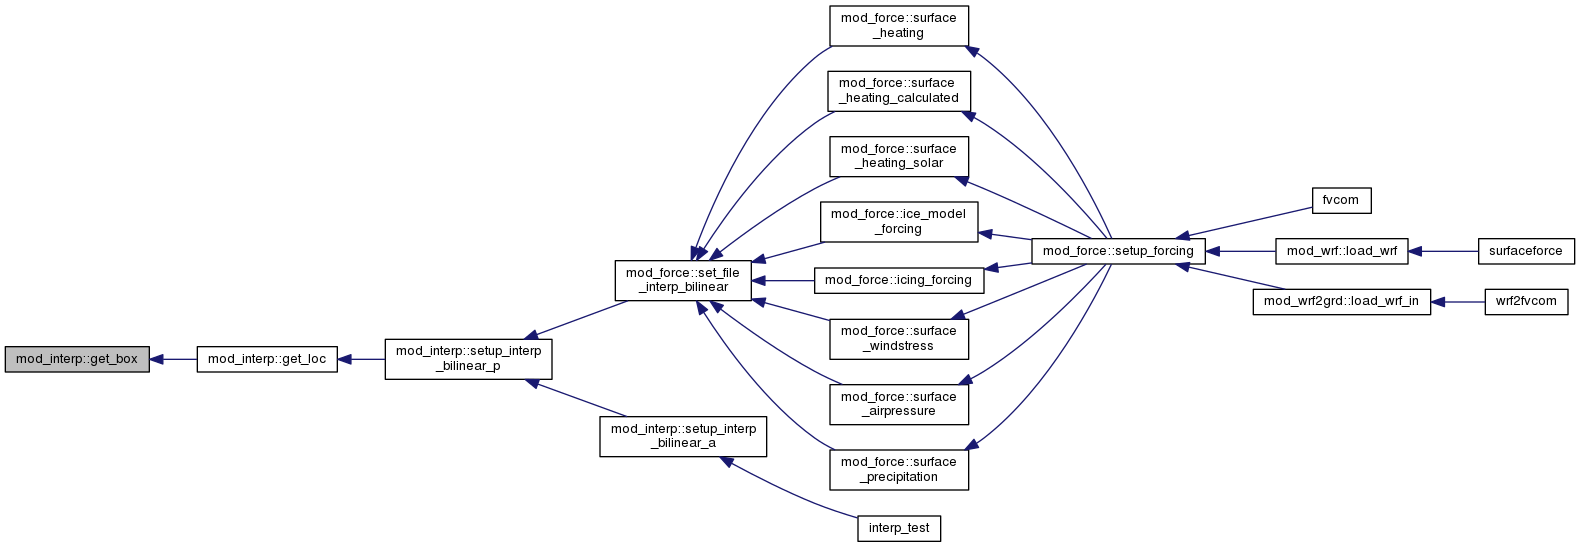 mod_force::surface
_heating
mod_force::surface
_heating_calculated
mod_force::surface
_heating_solar
mod_force::ice_model
_forcing
mod_force::icing_forcing
mod_force::surface
_windstress
mod_force::surface
_airpressure
mod_force::surface
_precipitation
interp_test
mod_interp::get_box
mod_interp::get_loc
mod_interp::setup_interp
_bilinear_p
mod_force::set_file
_interp_bilinear
mod_interp::setup_interp
_bilinear_a
mod_force::setup_forcing
fvcom
mod_wrf::load_wrf
surfaceforce
mod_wrf2grd::load_wrf_in
wrf2fvcom